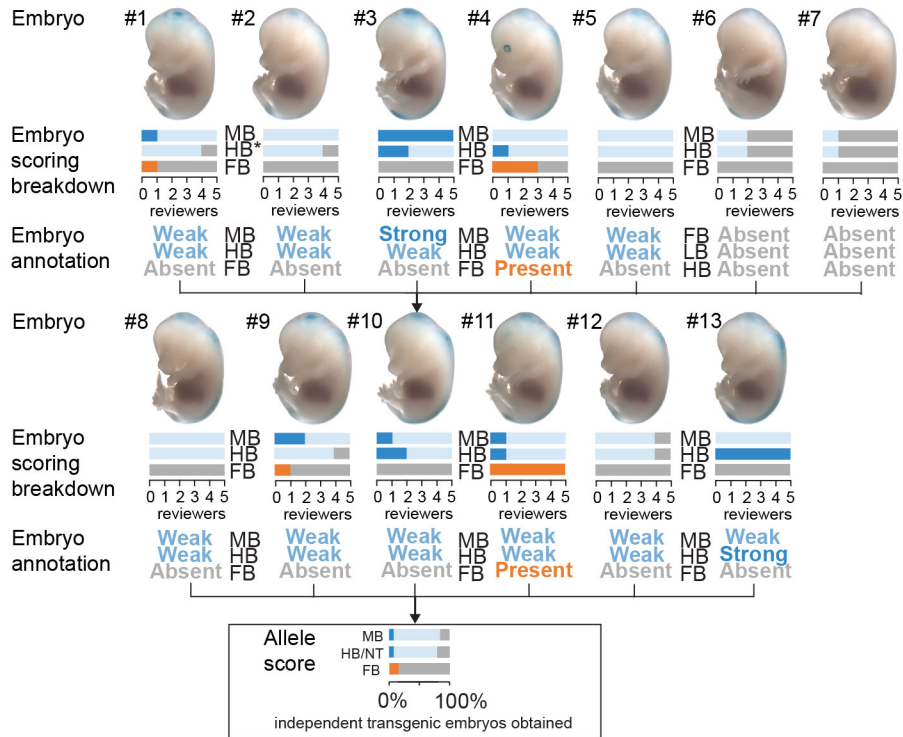 Embryo #1 #2 #3 #4 #5 #6 #7
Embryo MB MB MB
scoring HB* HB HB
breakdown FB FB FB
0 1 2 3 4 5 0 1 2 3 4 5 0 1 2 3 4 5 0 1 2 3 4 5 0 1 2 3 4 5 0 1 2 3 4 5 0 1 2 3 4 5
reviewers reviewers reviewers reviewers reviewers reviewers reviewers
Embryo Weak MB Weak Strong MB Weak Weak FB Absent Absent
annotation Weak HB Weak Weak HB Weak Weak LB Absent Absent
Absent FB Absent Absent FB Present Absent HB Absent Absent
Embryo #8 #9 #10 #11 #12 #13
Embryo MB MB MB
scoring HB HB HB
breakdown FB FB FB
0 1 2 3 4 5 0 1 2 3 4 5 0 1 2 3 4 5 0 1 2 3 4 5 0 1 2 3 4 5 0 1 2 3 4 5
reviewers reviewers reviewers reviewers reviewers reviewers
Embryo Weak MB Weak Weak MB Weak Weak MB Weak
annotation Weak HB Weak Weak HB Weak Weak HB Strong
Absent FB Absent Absent FB Present Absent FB Absent
Allele MB
score HB/NT
FB
0% 100%
independent transgenic embryos obtained